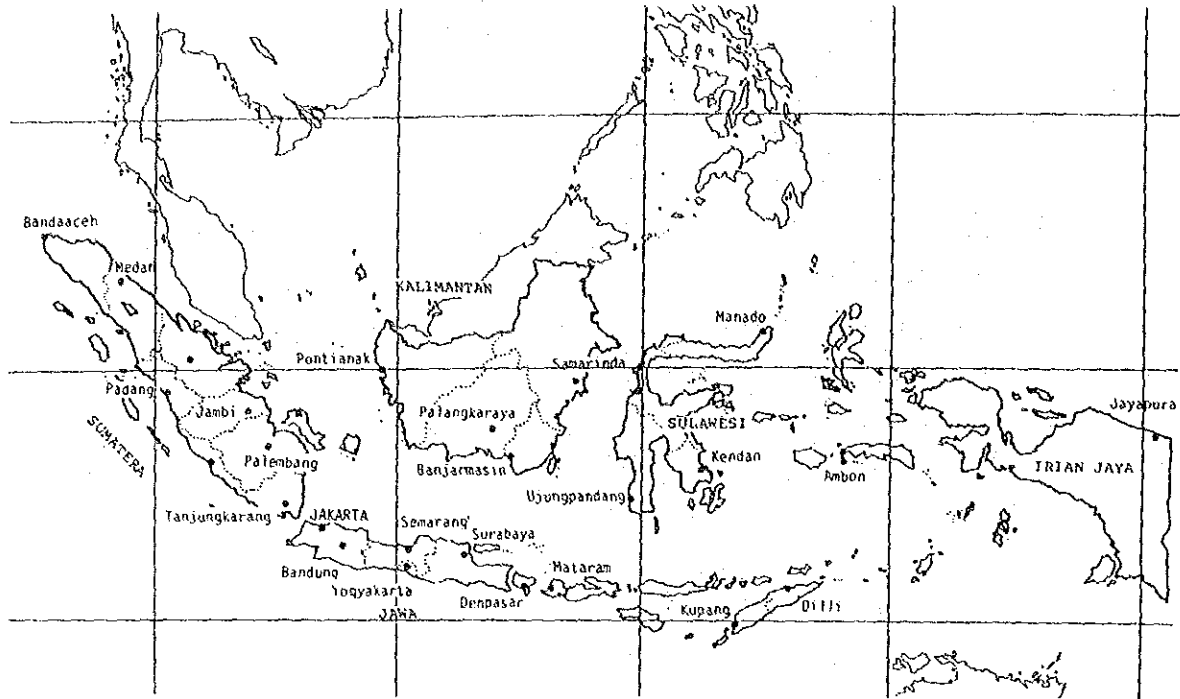 Bandaaceh
Medan
KALIMANTAN
Manado
Pontianak
Samarinda
Padang
Jambi
Palangkaraya
Jayapura
SUMATERA
SULAWESI
Palembang
Banjarmasin
Kendari
Ambon
IRIAN JAYA
Ujungpandang
Tanjungkarang
JAKARTA
Semarang
Surabaya
Bandung
Yogyakarta
Mataram
Denpasar
JAWA
Kupang
Dilli